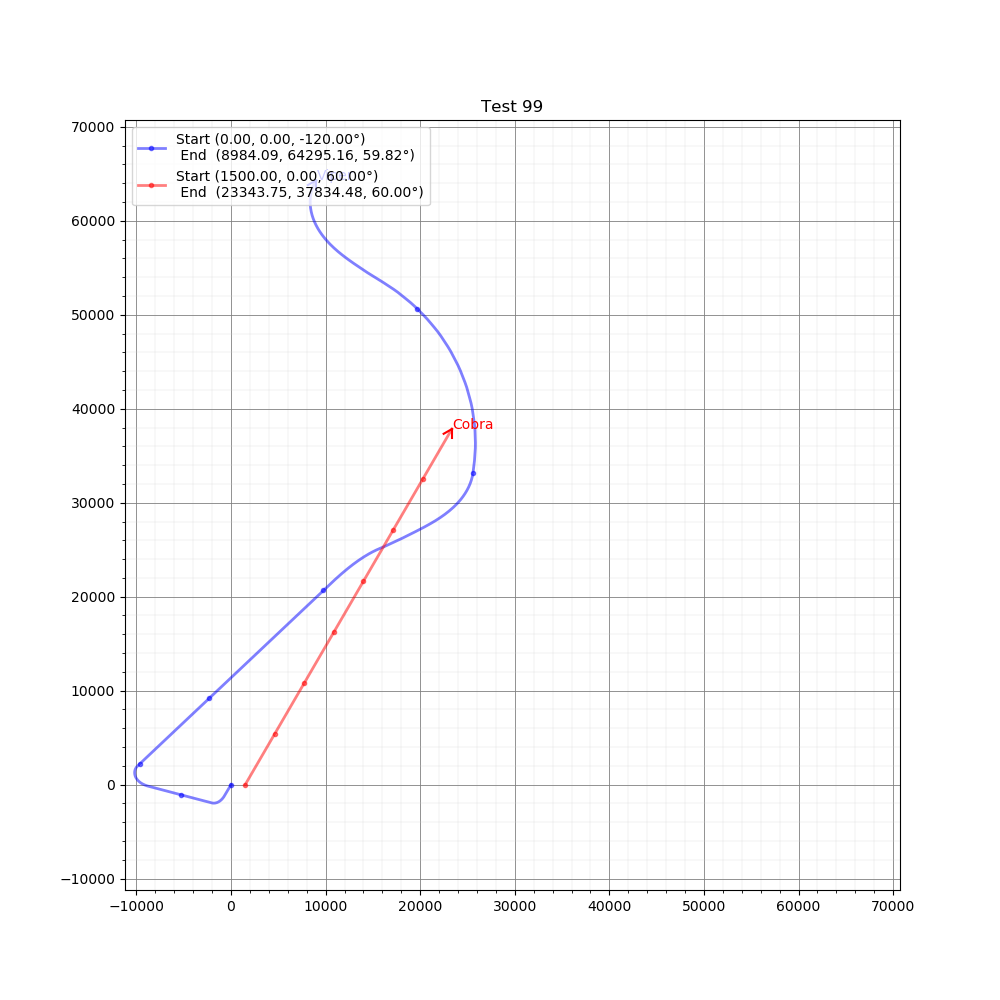 Test 99
70000
60000
50000
40000
30000
20000
10000
0
−10000
Start (0.00, 0.00, -120.00°)
End (8984.09, 64295.16, 59.82°)
Start (1500.00, 0.00, 60.00°)
End (23343.75, 37834.48, 60.00°)
Cobra
−10000 0 10000 20000 30000 40000 50000 60000 70000